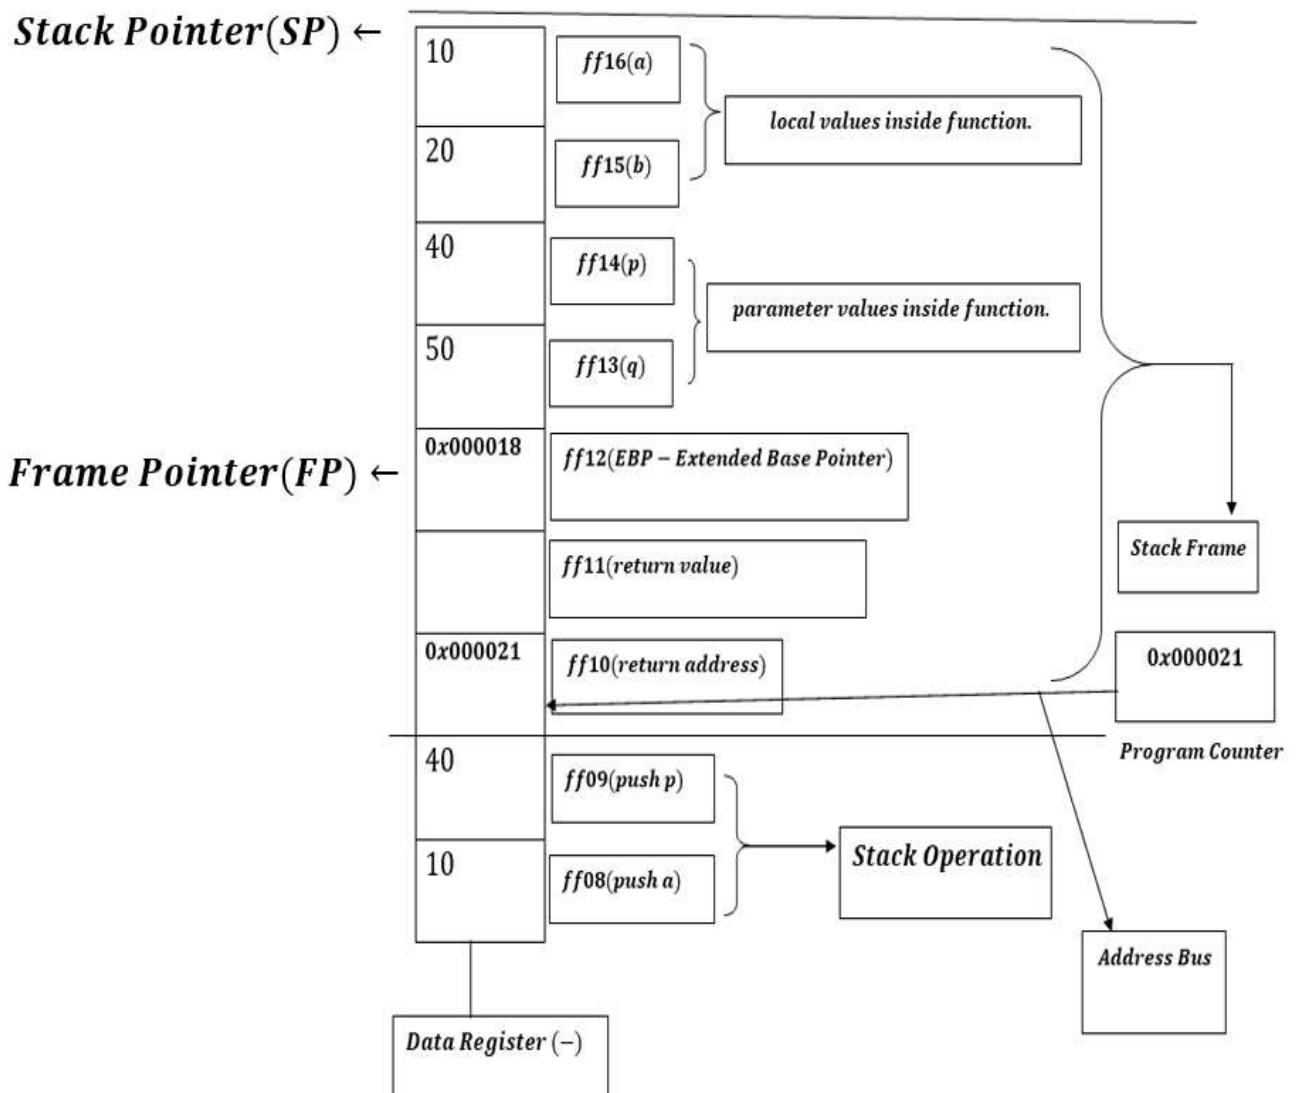 Stack Pointer(SP) ←
10
ff16(a)
local values inside function.
20
ff15(b)
40
ff14(p)
parameter values inside function.
50
ff13(q)
0x000018
ff12(EBP − Extended Base Pointer)
Frame Pointer(FP) ←
ff11(return value)
Stack Frame
0x000021
ff10(return address)
0x000021
Program Counter
40
ff09(push p)
10
ff08(push a)
Stack Operation
Address Bus
Data Register (−)